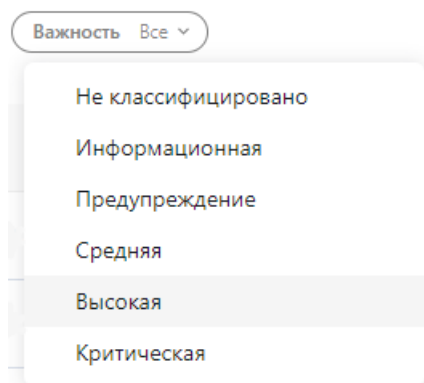 Важность Все
Не классифицировано
Информационная
Предупреждение
Средняя
Высокая
Критическая